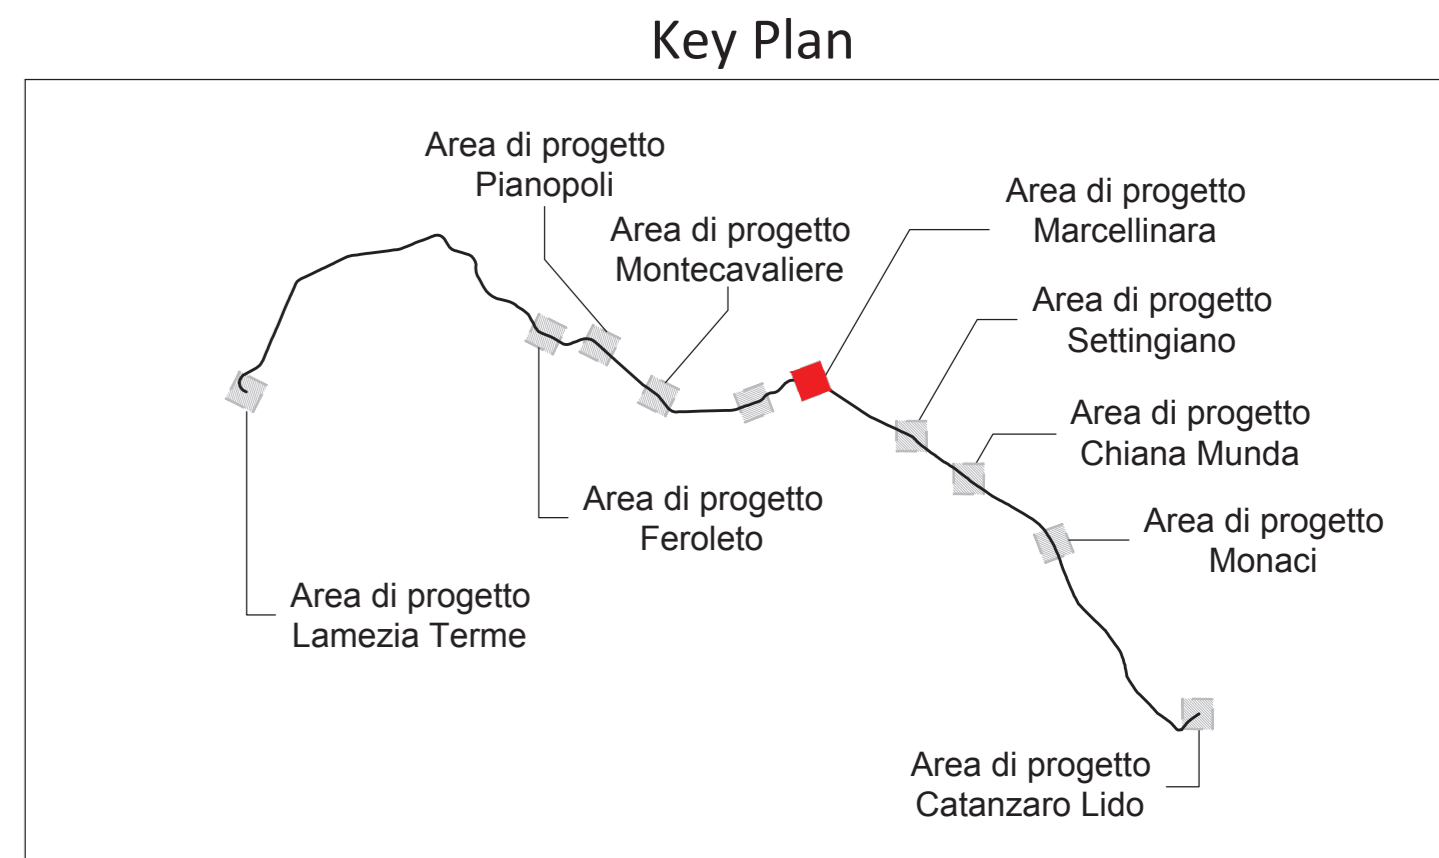 Key Plan
Area di progetto
Pianopoli
Area di progetto
Marcellinara
Area di progetto
Montecavaliere
Area di progetto
Settingiano
Area di progetto
Chiana Munda
Area di progetto
Feroleto
Area di progetto
Monaci
Area di progetto
Lamezia Terme
Area di progetto
Catanzaro Lido